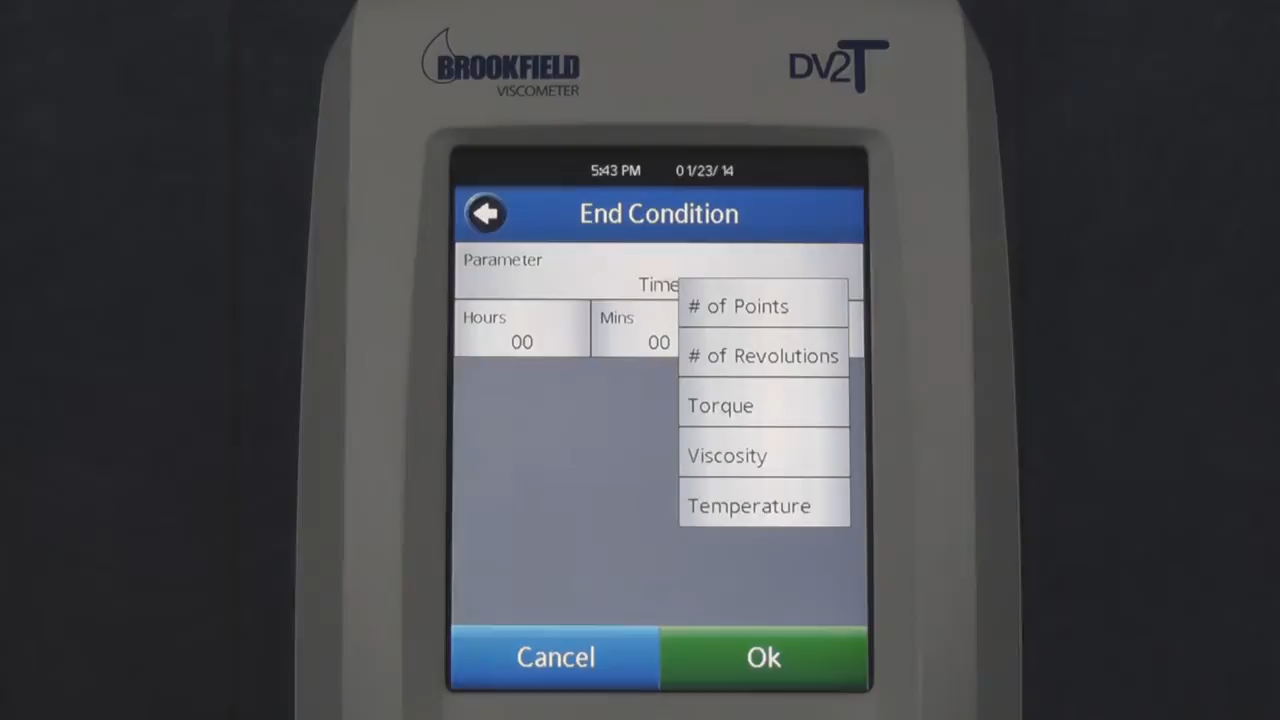 BROOKFIELD
VISCOMETER
DV2T
5:43 PM 01/23/14
End Condition
Parameter
Time
Hours
00
Mins
00
# of Points
# of Revolutions
Torque
Viscosity
Temperature
Cancel
Ok